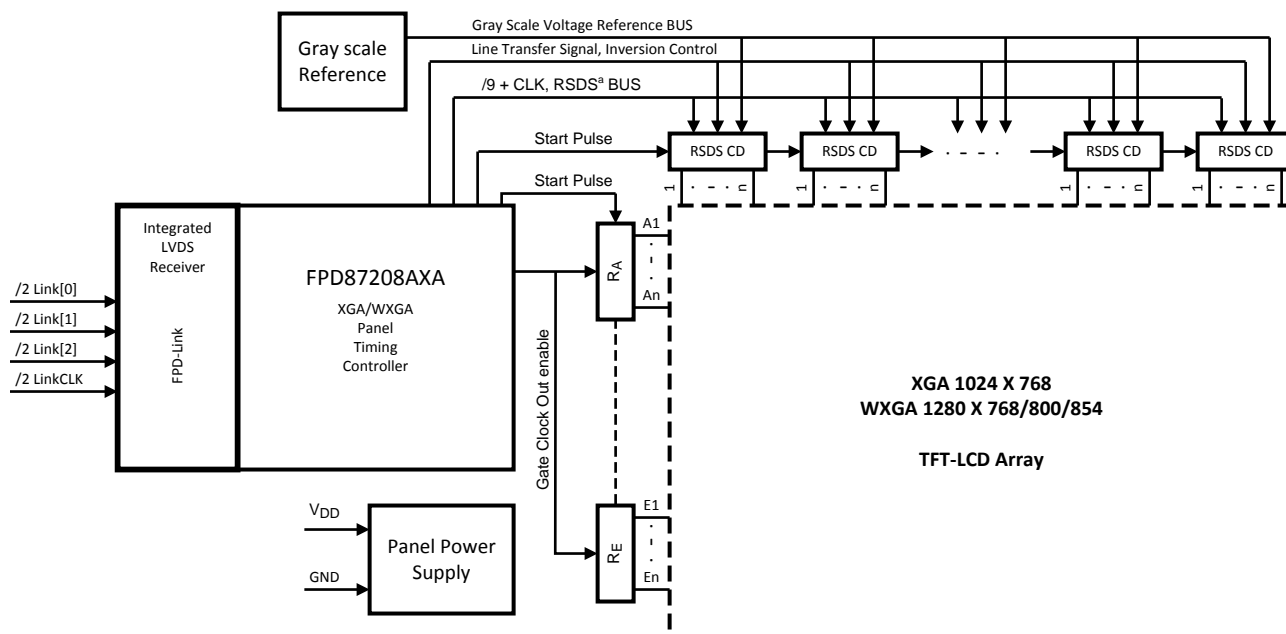 Gray scale
Reference
Gray Scale Voltage Reference BUS
Line Transfer Signal, Inversion Control
/9 + CLK, RSDSª BUS
Start Pulse
RSDS CD
RSDS CD
· – – ·
RSDS CD
RSDS CD
1 · – · n
1 · – · n
1 · – · n
1 · – · n
Start Pulse
Integrated
LVDS
Receiver
FPD-Link
FPD87208AXA
XGA/WXGA
Panel
Timing
Controller
/2 Link[0]
/2 Link[1]
/2 Link[2]
/2 LinkCLK
Gate Clock Out enable
RA
A1
An
RE
E1
En
XGA 1024 X 768
WXGA 1280 X 768/800/854
TFT-LCD Array
VDD
GND
Panel Power
Supply